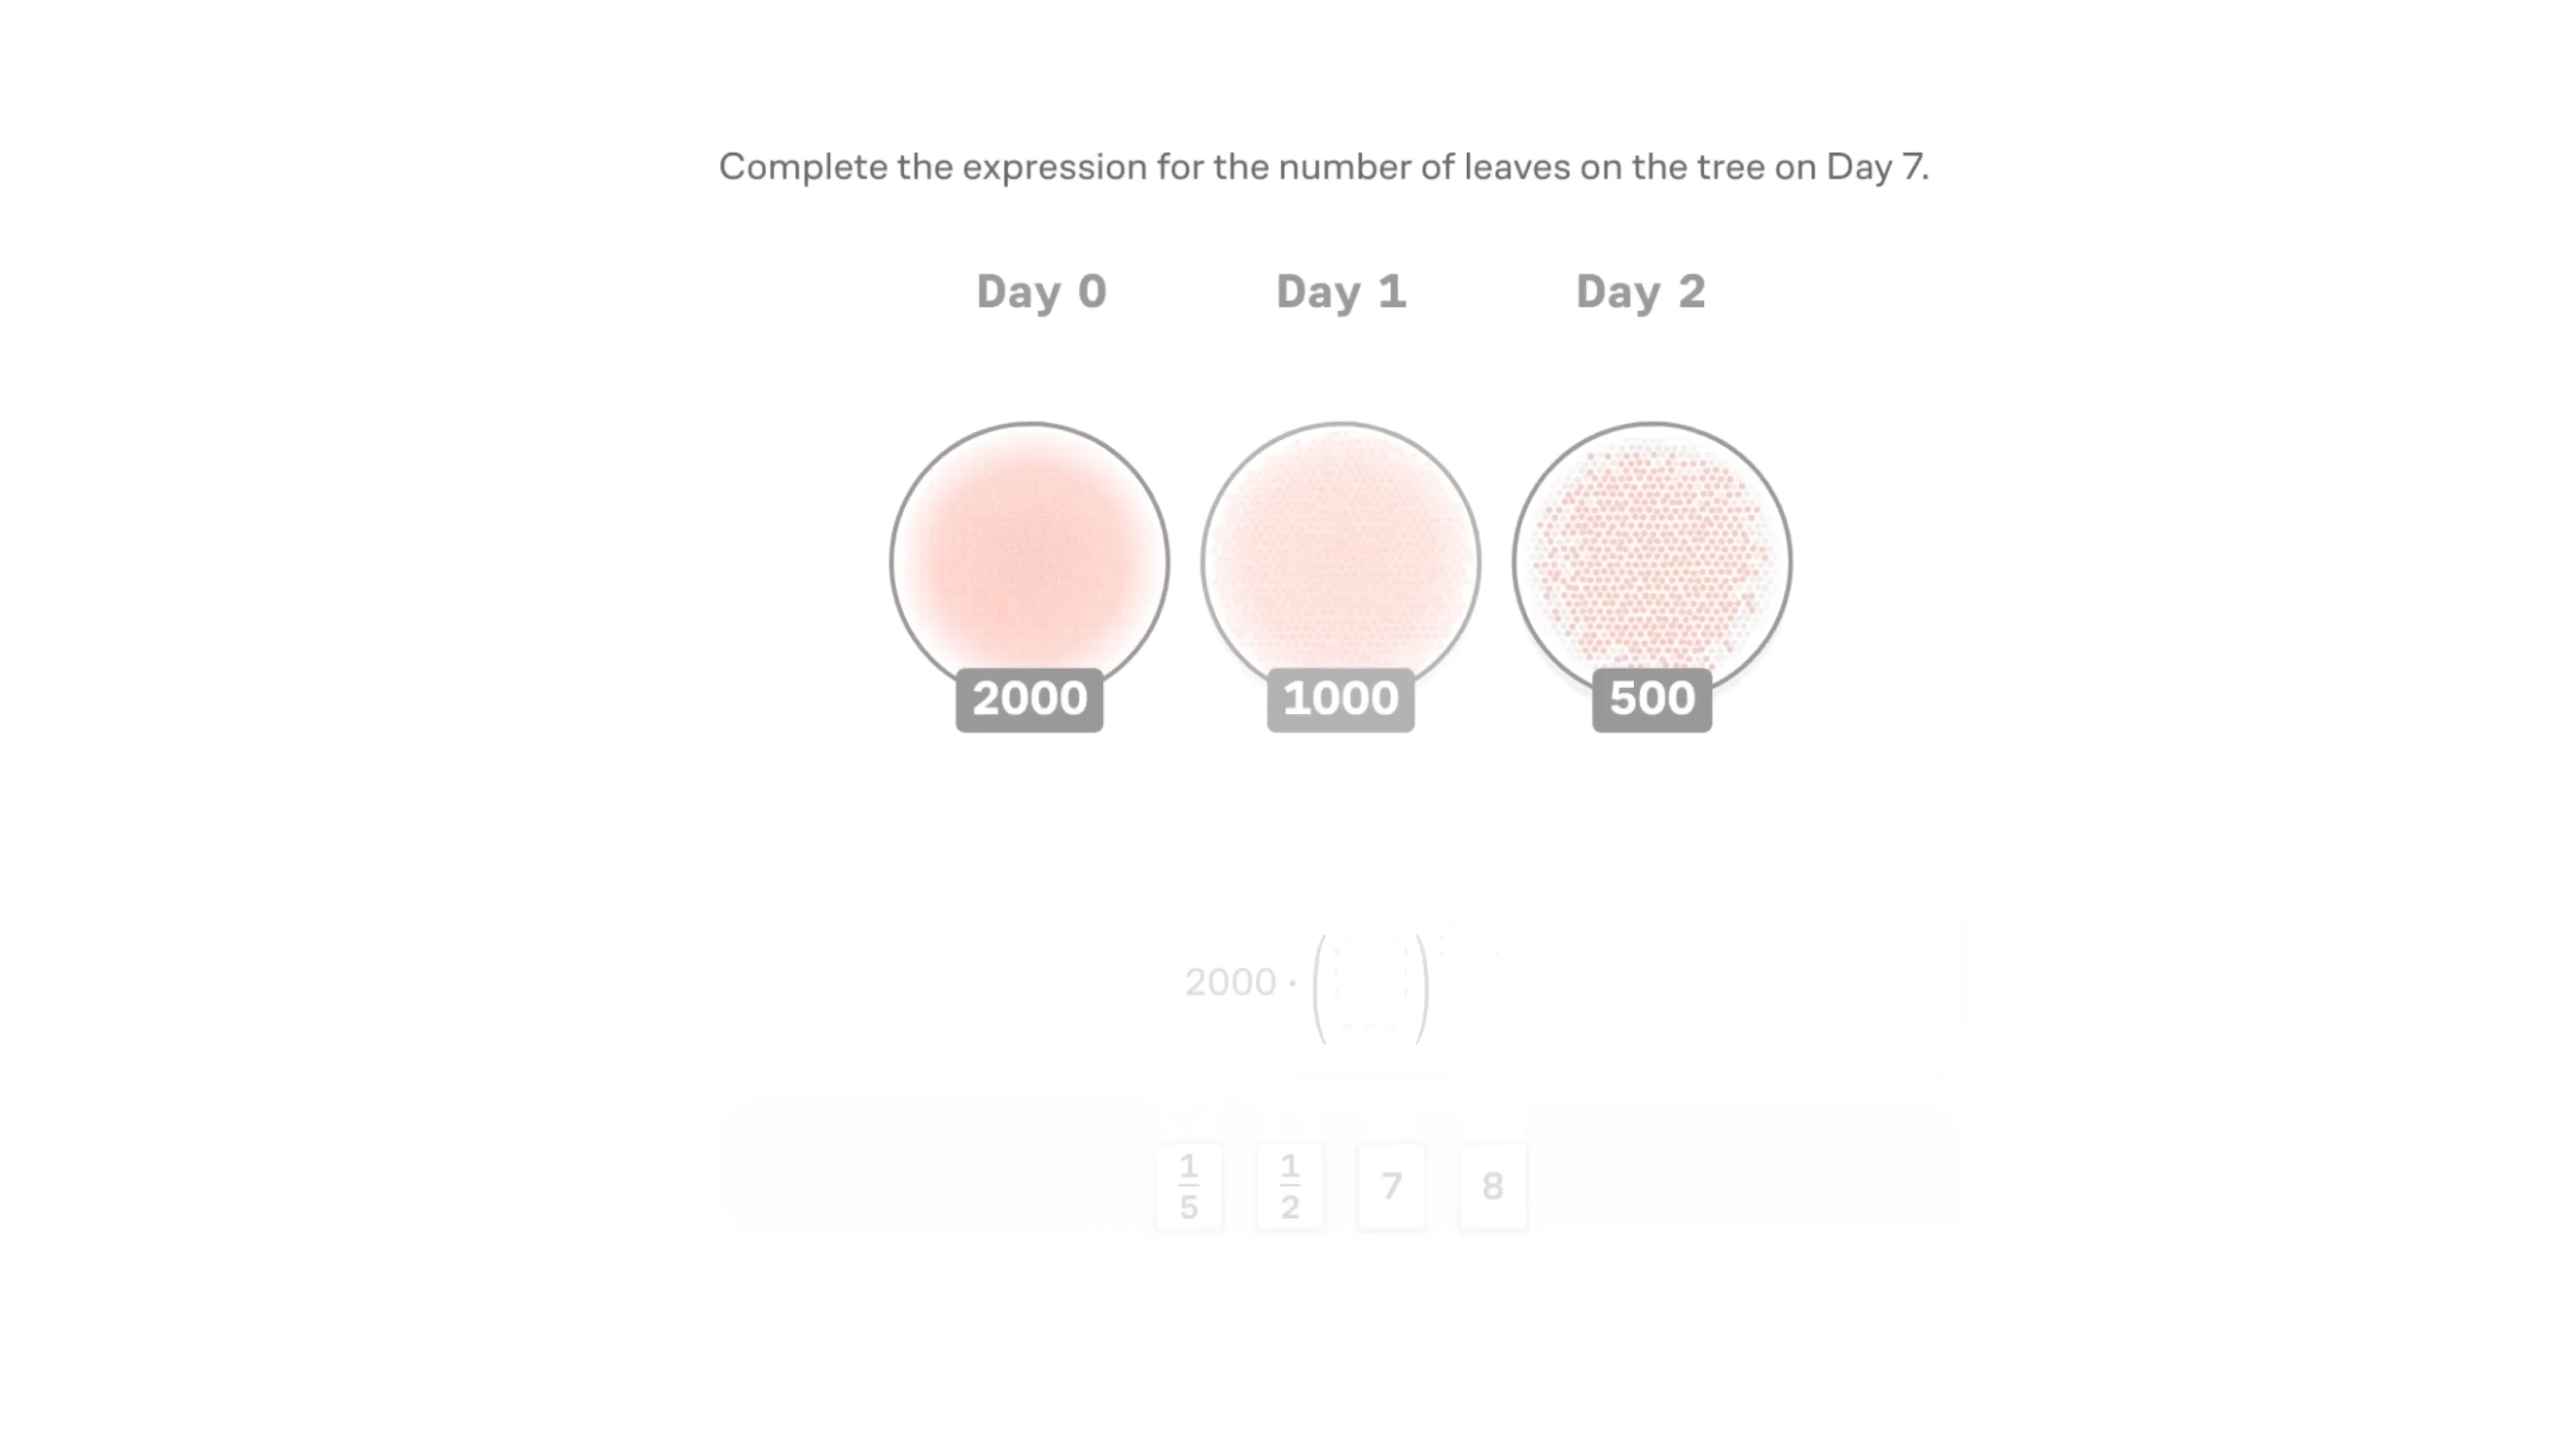 Complete the expression for the number of leaves on the tree on Day 7.
Day 0 Day 1 Day 2
2000 1000 500
2000 · ( )
1/5 1/2 7 8